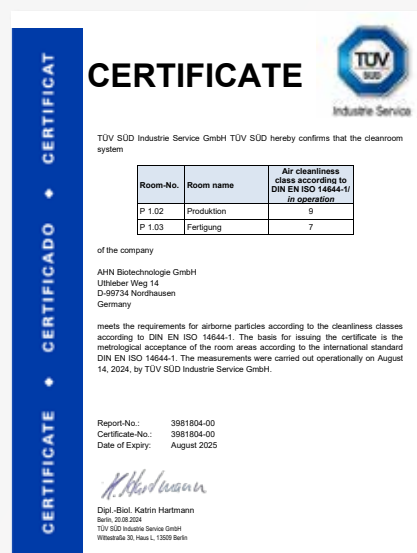 CERTIFICATE ◆ CERTIFICADO ◆ CERTIFICAT
CERTIFICATE
TÜV
SÜD
Industrie Service
TÜV SÜD Industrie Service GmbH TÜV SÜD hereby confirms that the cleanroom
system
Room-No. Room name Air cleanliness
class according to
DIN EN ISO 14644-1/
in operation
P 1.02 Produktion 9
P 1.03 Fertigung 7
of the company
AHN Biotechnologie GmbH
Uthleber Weg 14
D-99734 Nordhausen
Germany
meets the requirements for airborne particles according to the cleanliness classes
according to DIN EN ISO 14644-1. The basis for issuing the certificate is the
metrological acceptance of the room areas according to the international standard
DIN EN ISO 14644-1. The measurements were carried out operationally on August
14, 2024, by TÜV SÜD Industrie Service GmbH.
Report-No.: 3981804-00
Certificate-No.: 3981804-00
Date of Expiry: August 2025
K. Hartmann
Dipl.-Biol. Katrin Hartmann
Berlin, 20.08.2024
TÜV SÜD Industrie Service GmbH
Wittestraße 30, Haus L, 13509 Berlin